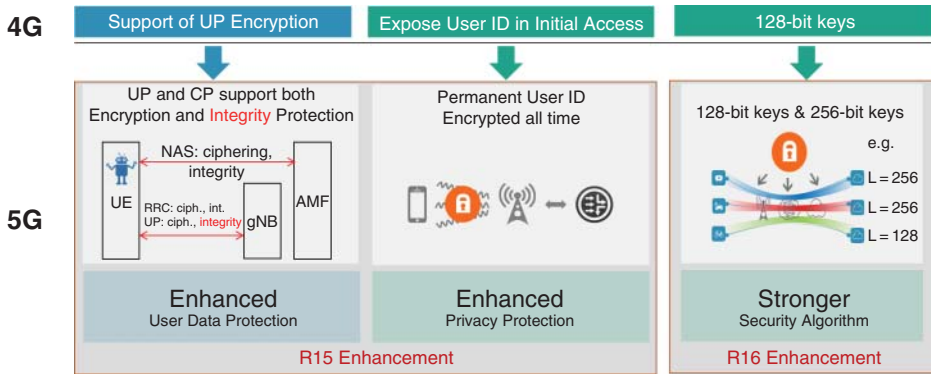 4G
Support of UP Encryption
Expose User ID in Initial Access
128-bit keys
5G
UP and CP support both
Encryption and Integrity Protection
NAS: ciphering,
integrity
UE
RRC: ciph., int.
UP: ciph., integrity
gNB
AMF
Enhanced
User Data Protection
Permanent User ID
Encrypted all time
Enhanced
Privacy Protection
R15 Enhancement
128-bit keys & 256-bit keys
e.g.
L = 256
L = 256
L = 128
Stronger
Security Algorithm
R16 Enhancement